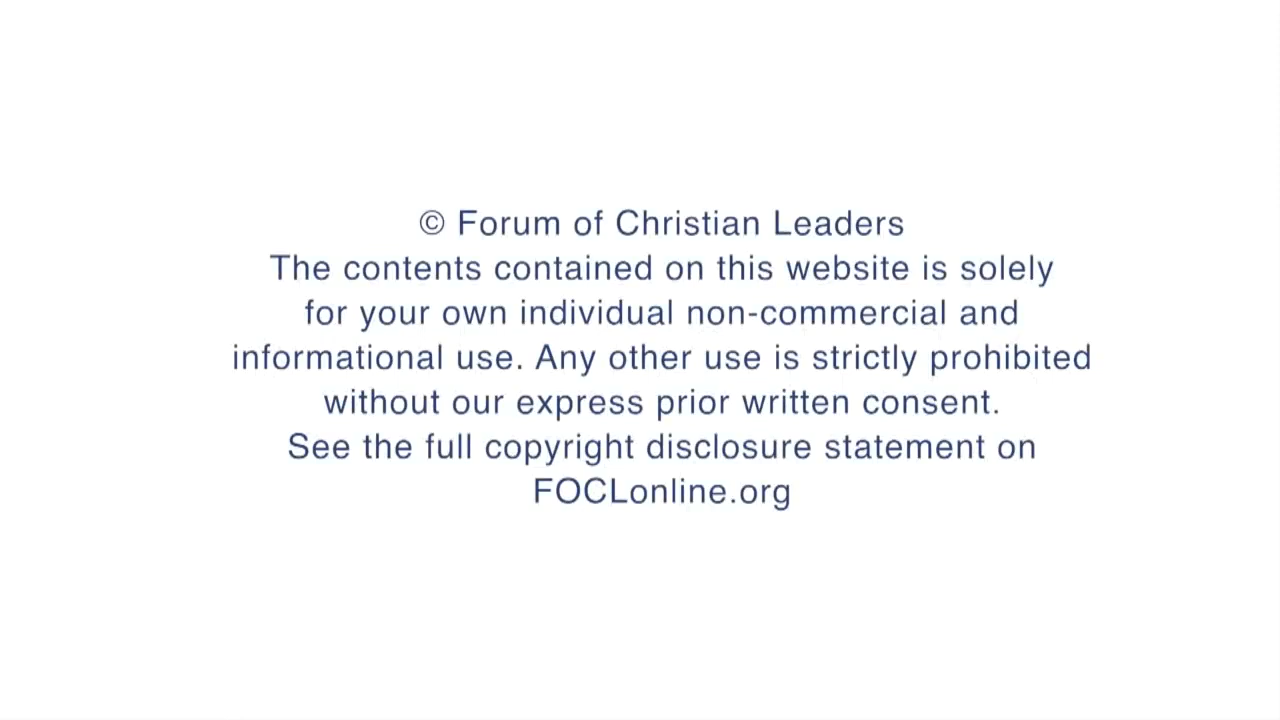 © Forum of Christian Leaders
The contents contained on this website is solely
for your own individual non-commercial and
informational use. Any other use is strictly prohibited
without our express prior written consent.
See the full copyright disclosure statement on
FOCLonline.org